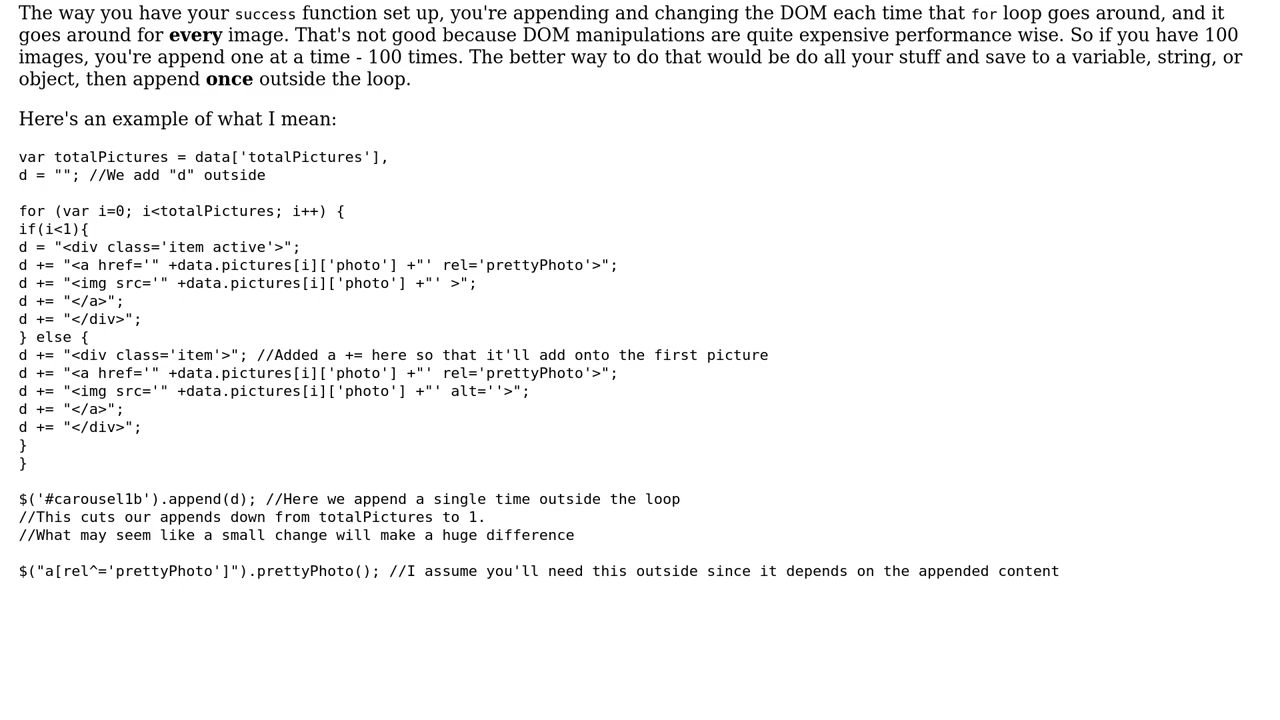 The way you have your success function set up, you're appending and changing the DOM each time that for loop goes around, and it
goes around for every image. That's not good because DOM manipulations are quite expensive performance wise. So if you have 100
images, you're append one at a time - 100 times. The better way to do that would be do all your stuff and save to a variable, string, or
object, then append once outside the loop.
Here's an example of what I mean:
var totalPictures = data['totalPictures'],
d = ""; //We add "d" outside
for (var i=0; i<totalPictures; i++) {
if(i<1){
d = "<div class='item active'>";
d += "<a href='" +data.pictures[i]['photo'] +"' rel='prettyPhoto'>";
d += "<img src='" +data.pictures[i]['photo'] +"' >";
d += "</a>";
d += "</div>";
} else {
d += "<div class='item'>"; //Added a += here so that it'll add onto the first picture
d += "<a href='" +data.pictures[i]['photo'] +"' rel='prettyPhoto'>";
d += "<img src='" +data.pictures[i]['photo'] +"' alt=''>";
d += "</a>";
d += "</div>";
}
}
$('#carousel1b').append(d); //Here we append a single time outside the loop
//This cuts our appends down from totalPictures to 1.
//What may seem like a small change will make a huge difference
$("a[rel^='prettyPhoto']").prettyPhoto(); //I assume you'll need this outside since it depends on the appended content